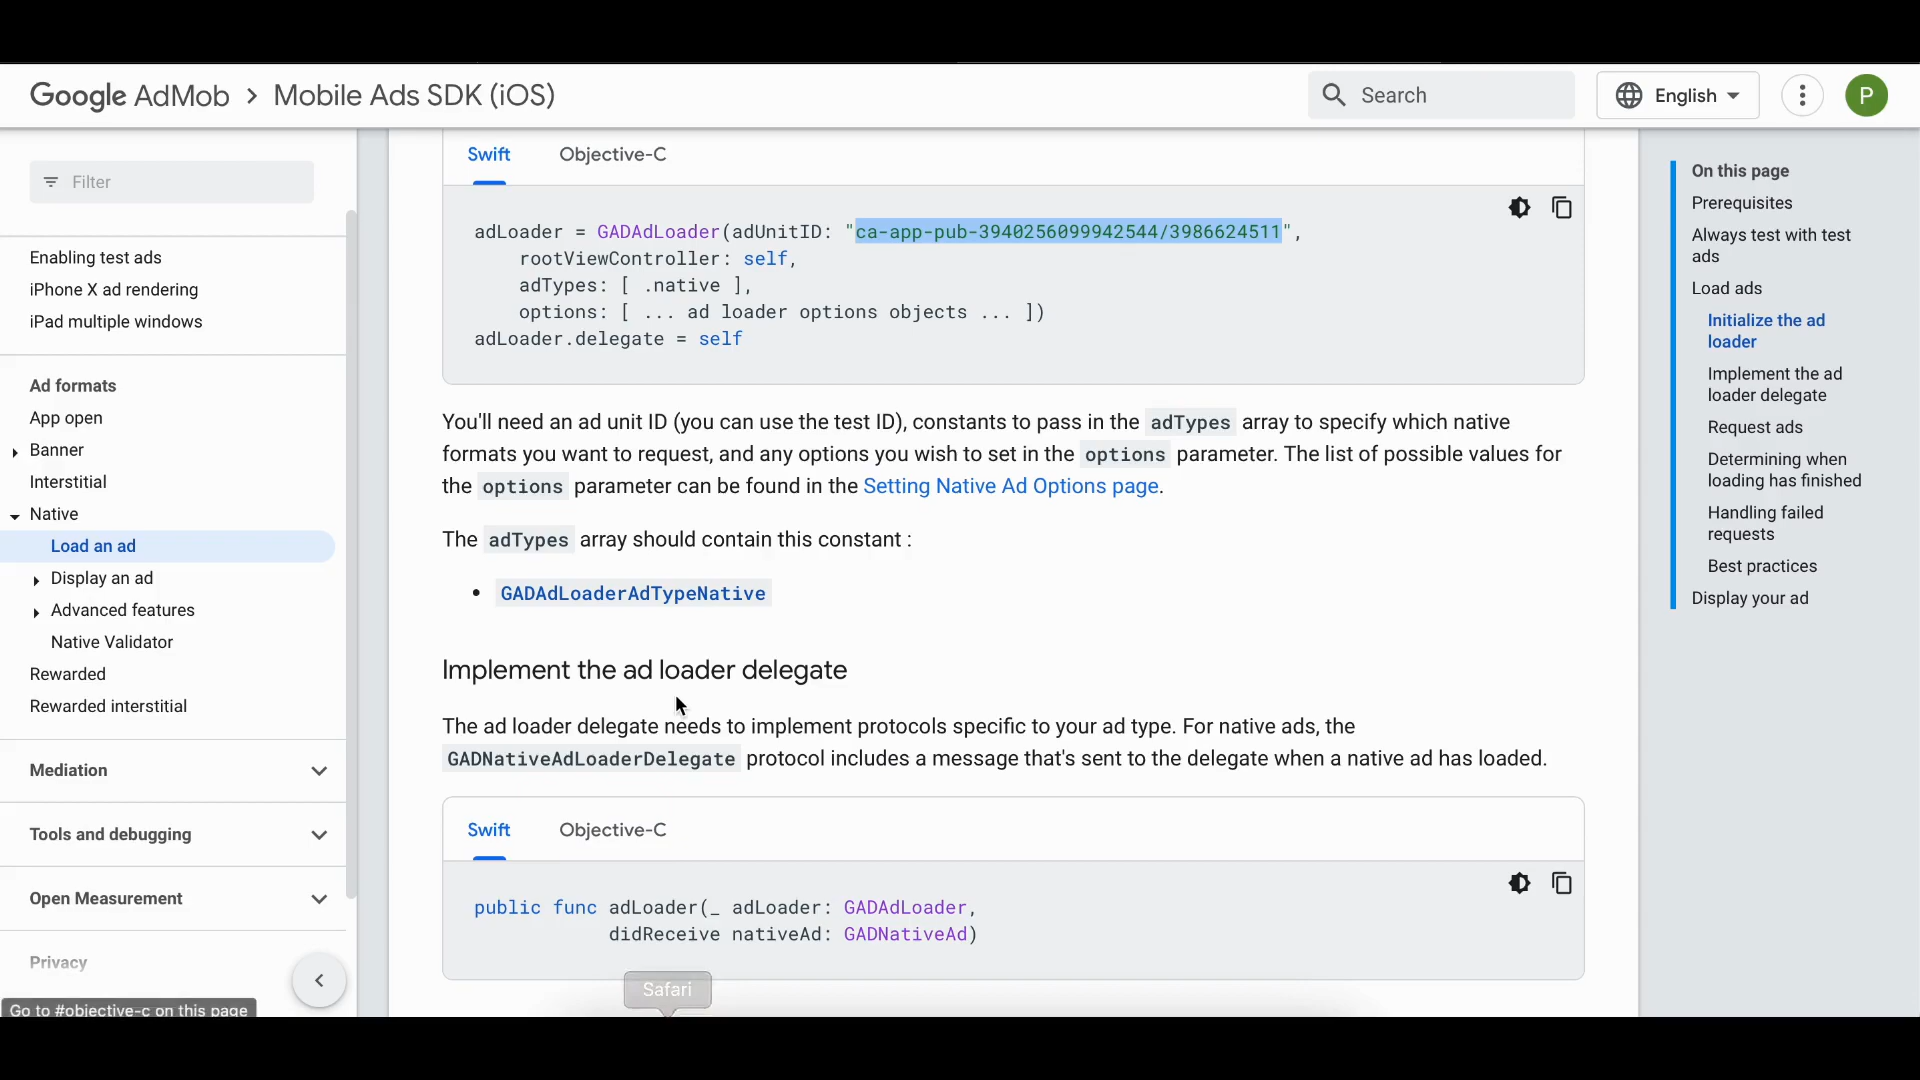 Google AdMob > Mobile Ads SDK (iOS)
Search
English
P
Filter
Enabling test ads
iPhone X ad rendering
iPad multiple windows
Ad formats
App open
Banner
Interstitial
Native
Load an ad
Display an ad
Advanced features
Native Validator
Rewarded
Rewarded interstitial
Mediation
Tools and debugging
Open Measurement
Privacy
Go to #objective-c on this page
Swift Objective-C
adLoader = GADAdLoader(adUnitID: "ca-app-pub-3940256099942544/3986624511",
rootViewController: self,
adTypes: [ .native ],
options: [ ... ad loader options objects ... ])
adLoader.delegate = self
You'll need an ad unit ID (you can use the test ID), constants to pass in the adTypes array to specify which native
formats you want to request, and any options you wish to set in the options parameter. The list of possible values for
the options parameter can be found in the Setting Native Ad Options page.
The adTypes array should contain this constant :
• GADAdLoaderAdTypeNative
Implement the ad loader delegate
The ad loader delegate needs to implement protocols specific to your ad type. For native ads, the
GADNativeAdLoaderDelegate protocol includes a message that's sent to the delegate when a native ad has loaded.
Swift Objective-C
public func adLoader(_ adLoader: GADAdLoader,
didReceive nativeAd: GADNativeAd)
Safari
On this page
Prerequisites
Always test with test
ads
Load ads
Initialize the ad
loader
Implement the ad
loader delegate
Request ads
Determining when
loading has finished
Handling failed
requests
Best practices
Display your ad